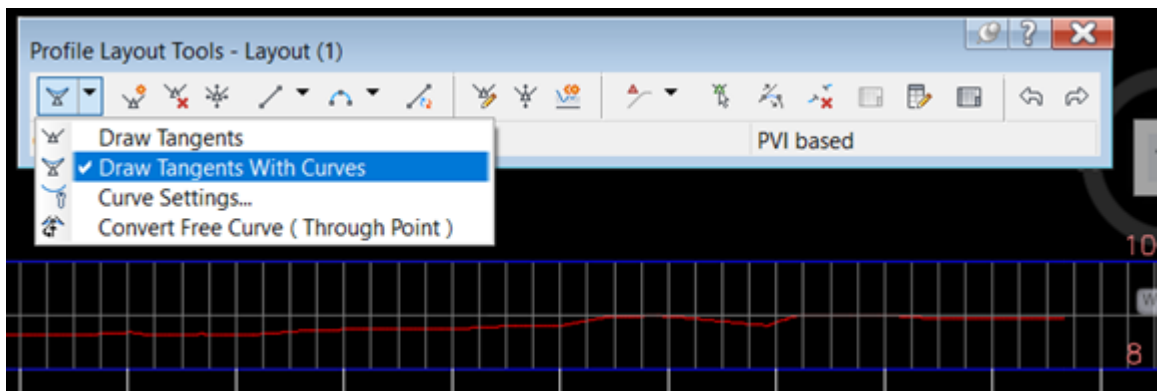 Profile Layout Tools - Layout (1)
PVI based
Draw Tangents
Draw Tangents With Curves
Curve Settings...
Convert Free Curve ( Through Point )
10
W
8